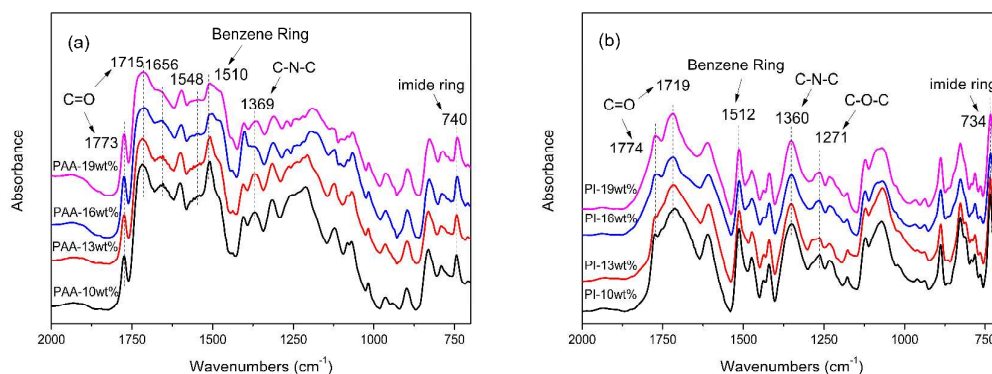 (a)
Benzene Ring
1715
1656
1548
1510
C-N-C
1369
imide ring
740
C=O
1773
PAA-19wt%
PAA-16wt%
PAA-13wt%
PAA-10wt%
Absorbance
2000 1750 1500 1250 1000
Wavenumbers (cm⁻¹)
(b)
Benzene Ring
1719
1512
C-N-C
1360
C-O-C
1271
imide ring
734
C=O
1774
PI-19wt%
PI-16wt%
PI-13wt%
PI-10wt%
Absorbance
2000 1750 1500 1250 1000 750
Wavenumbers (cm⁻¹)